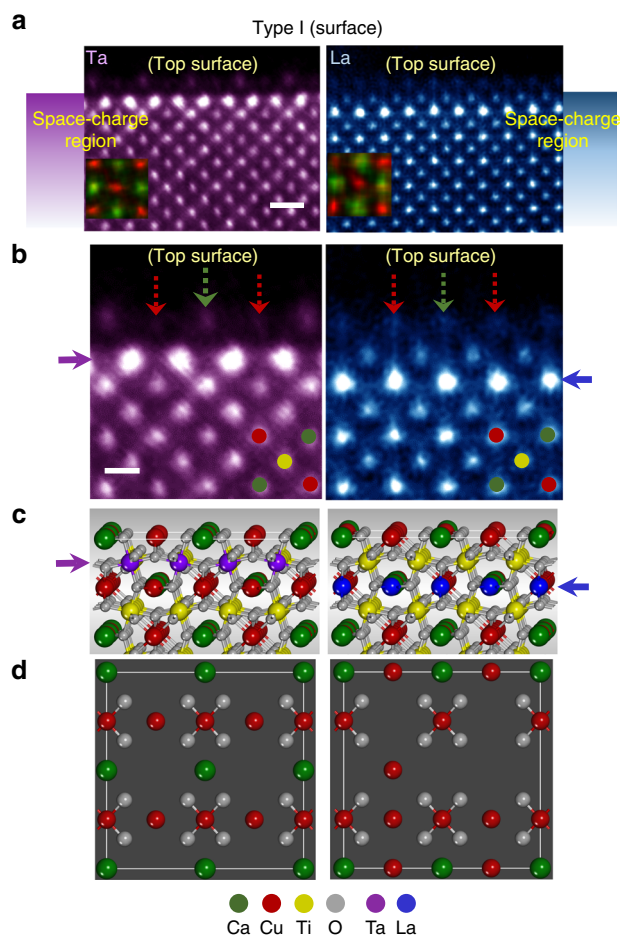 a
Type I (surface)
Ta
(Top surface)
La
(Top surface)
Space-charge
region
Space-charge
region
b
(Top surface)
(Top surface)
c
d
Ca Cu Ti O Ta La